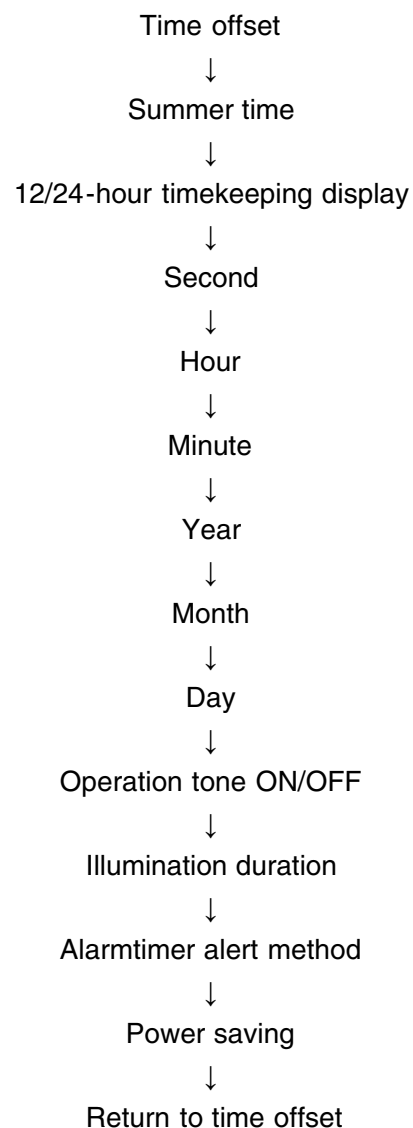 Time offset
↓
Summer time
↓
12/24-hour timekeeping display
↓
Second
↓
Hour
↓
Minute
↓
Year
↓
Month
↓
Day
↓
Operation tone ON/OFF
↓
Illumination duration
↓
Alarmtimer alert method
↓
Power saving
↓
Return to time offset